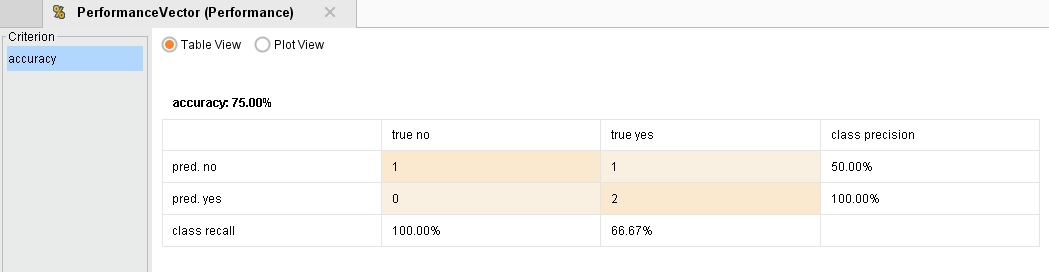 PerformanceVector (Performance)
Criterion
accuracy
Table View Plot View
accuracy: 75.00%
true no true yes class precision
pred. no 1 1 50.00%
pred. yes 0 2 100.00%
class recall 100.00% 66.67%